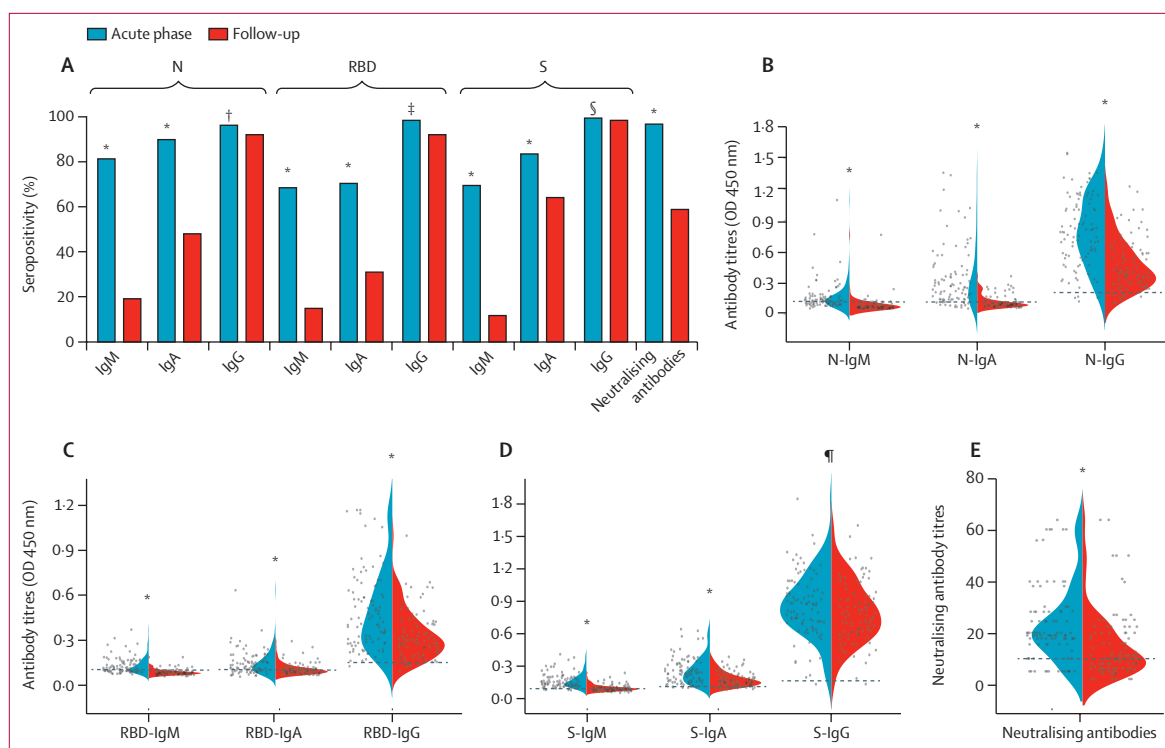 Acute phase Follow-up
A
N RBD S
Seropositivity (%)
100
80
60
40
20
0
* * † * * ‡ * * § *
IgM IgA IgG IgM IgA IgG IgM IgA IgG Neutralising antibodies
B
Antibody titres (OD 450 nm)
1·8
1·5
1·2
0·9
0·6
0·3
0
* * *
N-IgM N-IgA N-IgG
C
Antibody titres (OD 450 nm)
1·2
0·9
0·6
0·3
0·0
* * *
RBD-IgM RBD-IgA RBD-IgG
D
1·8
1·5
1·2
0·9
0·6
0·3
0·0
* * ¶
S-IgM S-IgA S-IgG
E
Neutralising antibody titres
80
60
40
20
0
*
Neutralising antibodies